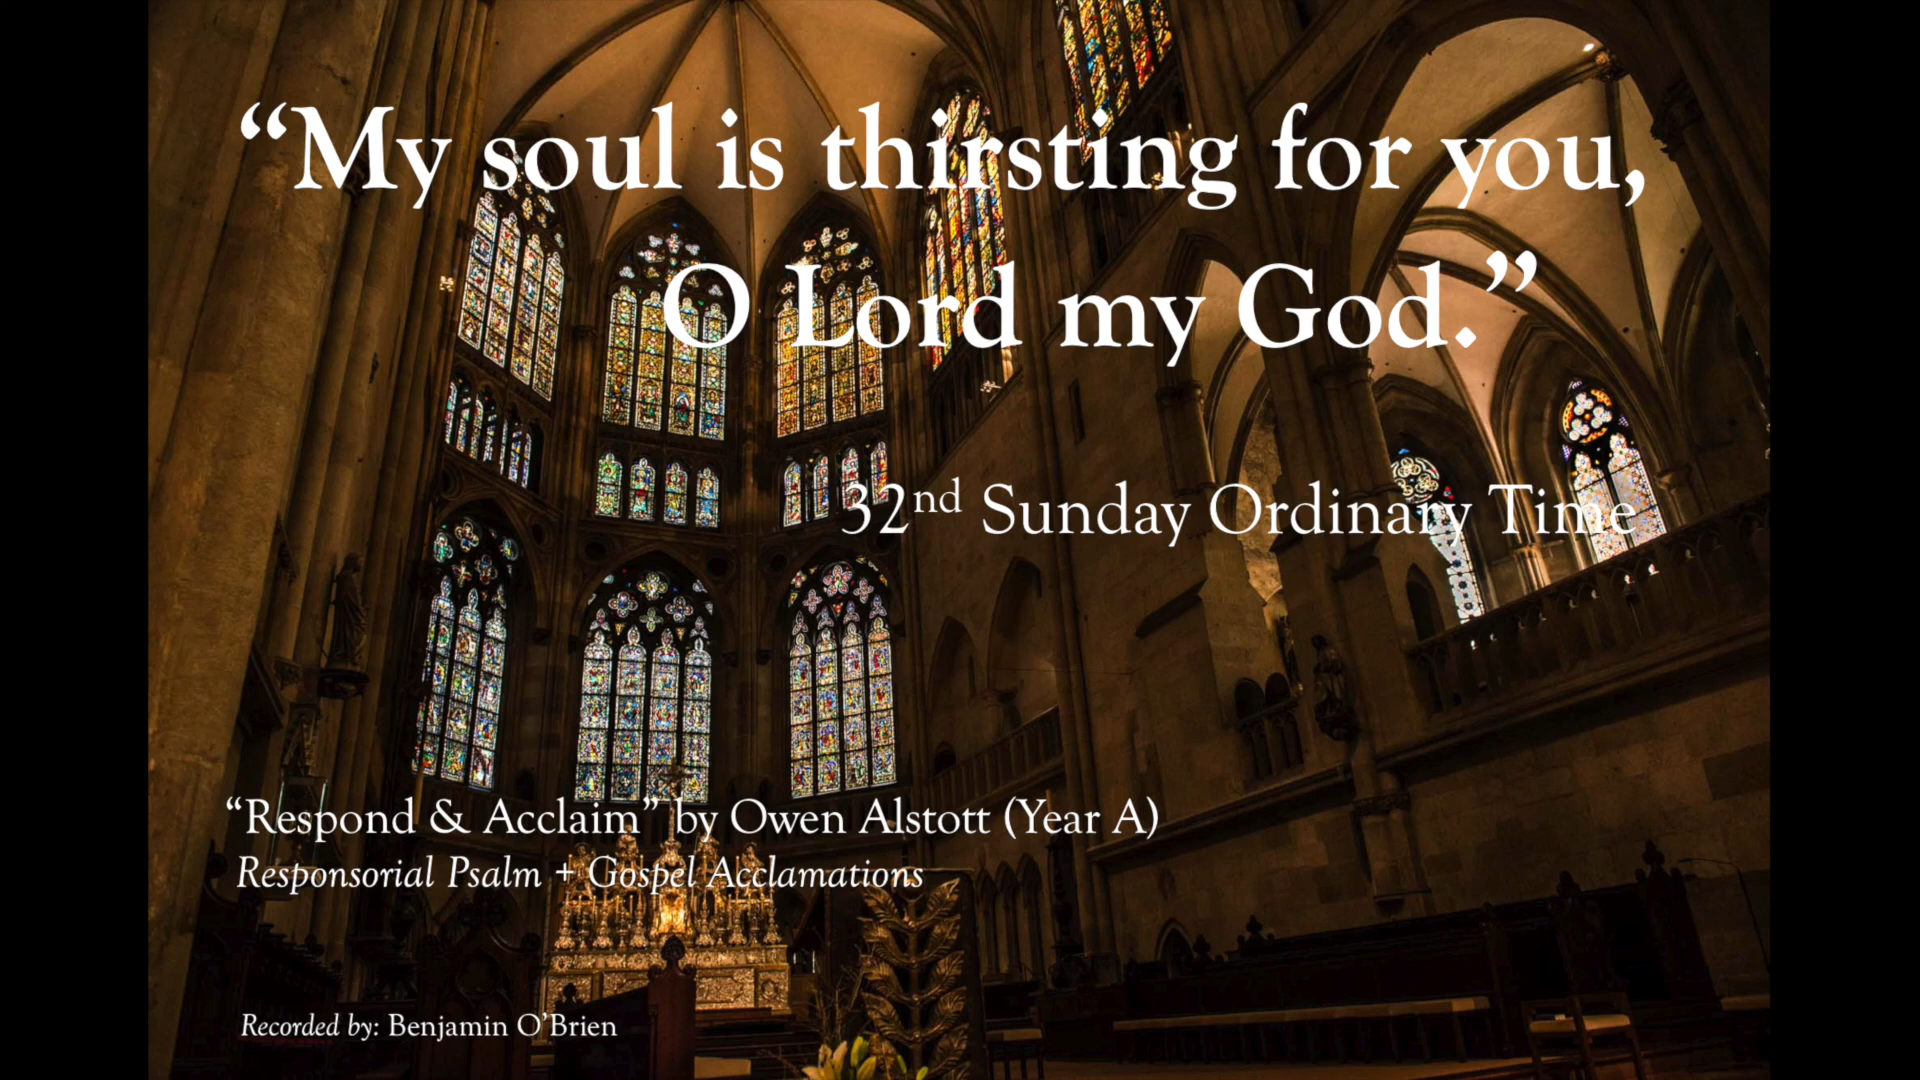 “My soul is thirsting for you,
O Lord my God.”
32nd Sunday Ordinary Time
“Respond & Acclaim” by Owen Alstott (Year A)
Responsorial Psalm + Gospel Acclamations
Recorded by: Benjamin O’Brien